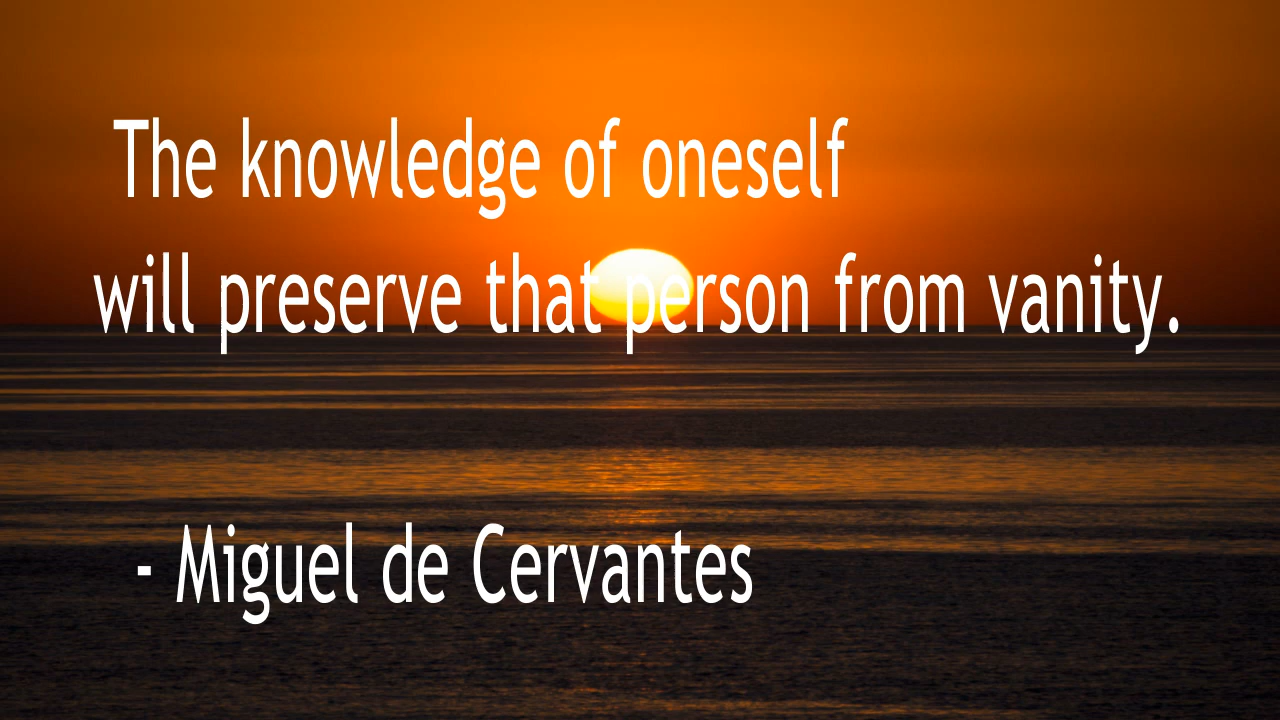 The knowledge of oneself
will preserve that person from vanity.
- Miguel de Cervantes